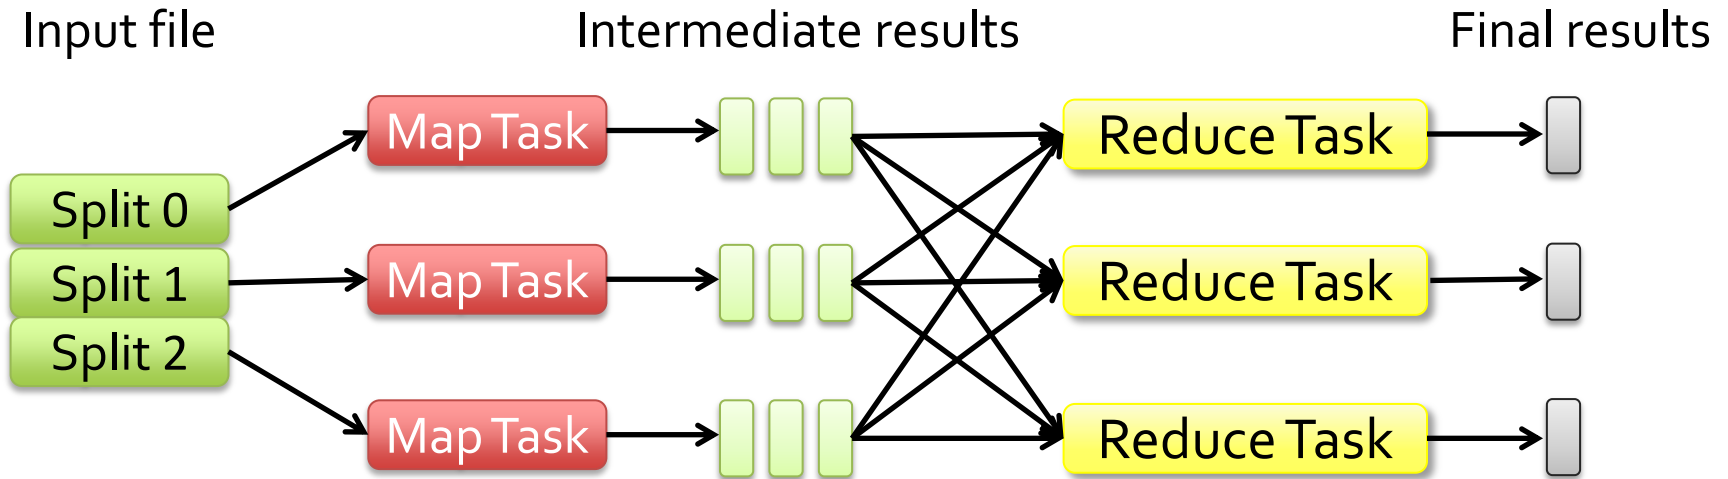 Input file
Intermediate results
Final results
Split 0
Split 1
Split 2
Map Task
Map Task
Map Task
Reduce Task
Reduce Task
Reduce Task